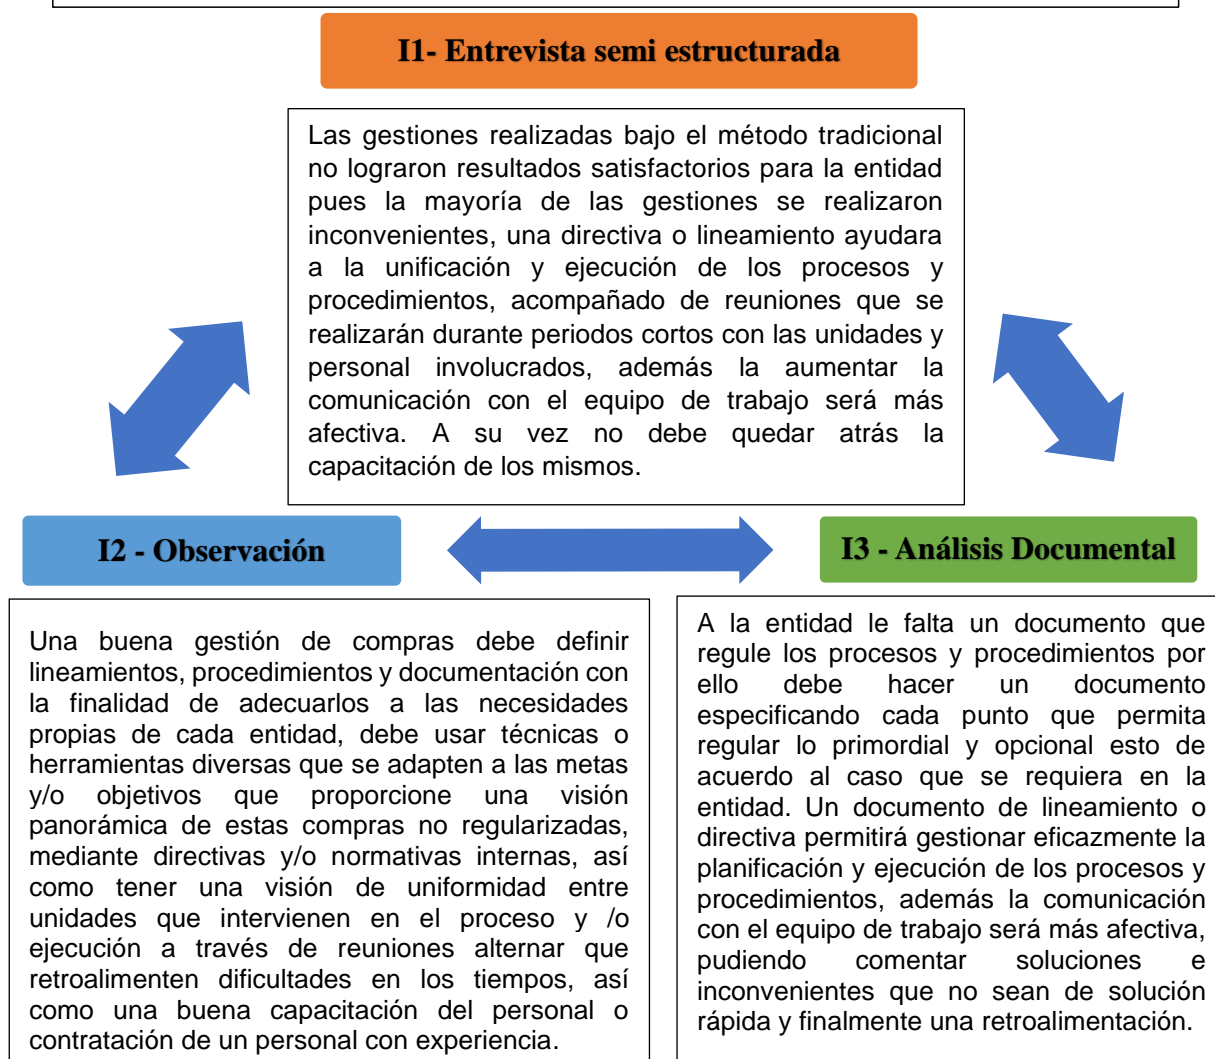 I1- Entrevista semi estructurada
Las gestiones realizadas bajo el método tradicional
no lograron resultados satisfactorios para la entidad
pues la mayoría de las gestiones se realizaron
inconvenientes, una directiva o lineamiento ayudara
a la unificación y ejecución de los procesos y
procedimientos, acompañado de reuniones que se
realizarán durante periodos cortos con las unidades y
personal involucrados, además la aumentar la
comunicación con el equipo de trabajo será más
afectiva. A su vez no debe quedar atrás la
capacitación de los mismos.
I2 - Observación
Una buena gestión de compras debe definir
lineamientos, procedimientos y documentación con
la finalidad de adecuarlos a las necesidades
propias de cada entidad, debe usar técnicas o
herramientas diversas que se adapten a las metas
y/o objetivos que proporcione una visión
panorámica de estas compras no regularizadas,
mediante directivas y/o normativas internas, así
como tener una visión de uniformidad entre
unidades que intervienen en el proceso y /o
ejecución a través de reuniones alternar que
retroalimenten dificultades en los tiempos, así
como una buena capacitación del personal o
contratación de un personal con experiencia.
I3 - Análisis Documental
A la entidad le falta un documento que
regule los procesos y procedimientos por
ello debe hacer un documento
especificando cada punto que permita
regular lo primordial y opcional esto de
acuerdo al caso que se requiera en la
entidad. Un documento de lineamiento o
directiva permitirá gestionar eficazmente la
planificación y ejecución de los procesos y
procedimientos, además la comunicación
con el equipo de trabajo será más afectiva,
pudiendo comentar soluciones e
inconvenientes que no sean de solución
rápida y finalmente una retroalimentación.